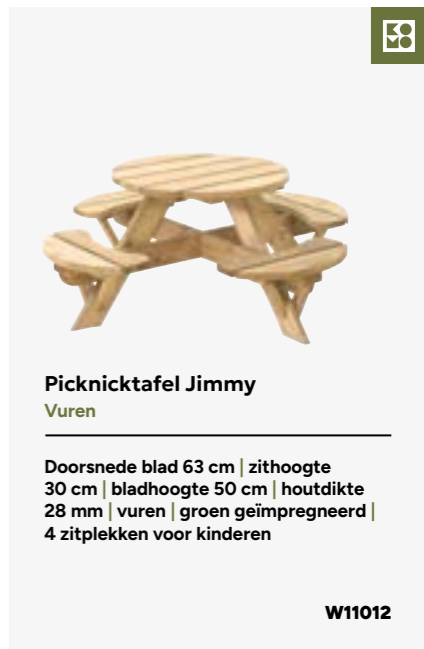 KOMO
Picknicktafel Jimmy
Vuren
Doorsnede blad 63 cm | zithoogte
30 cm | bladhoogte 50 cm | houtdikte
28 mm | vuren | groen geïmpregneerd |
4 zitplekken voor kinderen
W11012